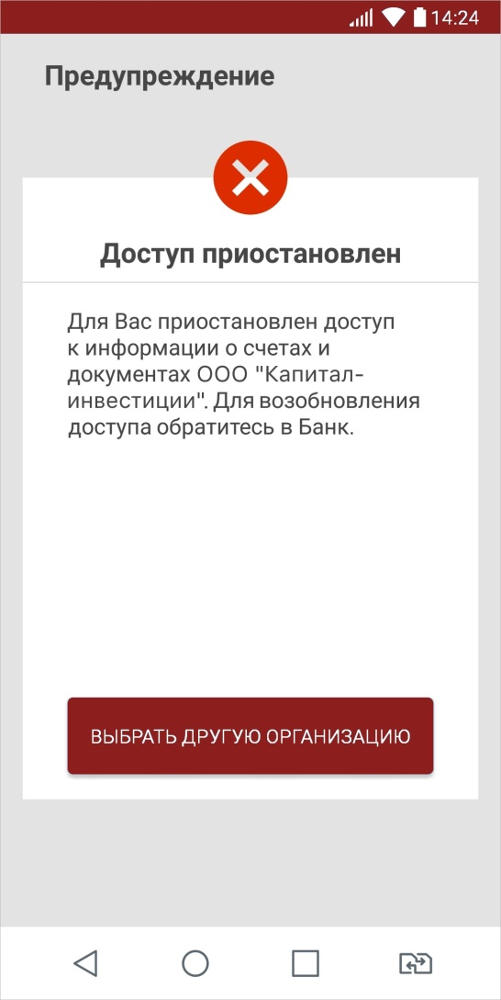 14:24
Предупреждение
Доступ приостановлен
Для Вас приостановлен доступ
к информации о счетах и
документах ООО "Капитал-
инвестиции". Для возобновления
доступа обратитесь в Банк.
ВЫБРАТЬ ДРУГУЮ ОРГАНИЗАЦИЮ